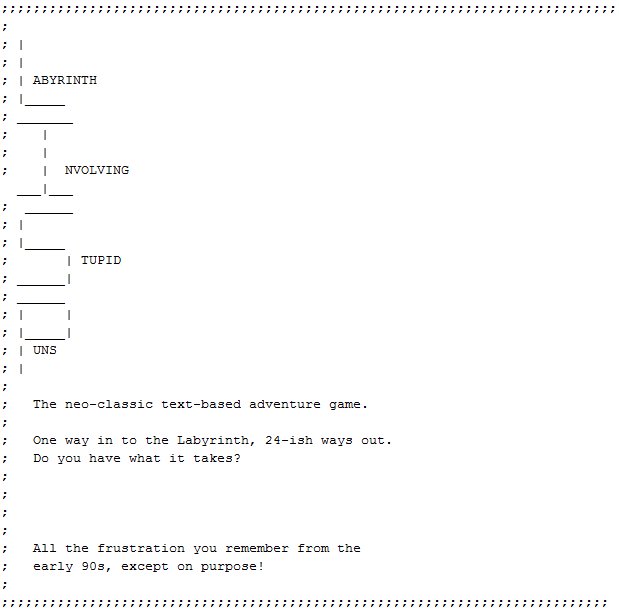 ;;;;;;;;;;;;;;;;;;;;;;;;;;;;;;;;;;;;;;;;;;;;;;;;;;;;;;;;;;;;;;;;;;;;;;;;;;;;;
;
; |
; |
; | ABYRINTH
; |_____
; _______
;    |
;    |
;    |  NVOLVING
  ___|___
;  ______
; |
; |_____
;       | TUPID
; ______|
; ______
; |     |
; |_____|
; | UNS
; |
;
;   The neo-classic text-based adventure game.
;
;   One way in to the Labyrinth, 24-ish ways out.
;   Do you have what it takes?
;
;
;
;
;   All the frustration you remember from the
;   early 90s, except on purpose!
;
;;;;;;;;;;;;;;;;;;;;;;;;;;;;;;;;;;;;;;;;;;;;;;;;;;;;;;;;;;;;;;;;;;;;;;;;;;;;